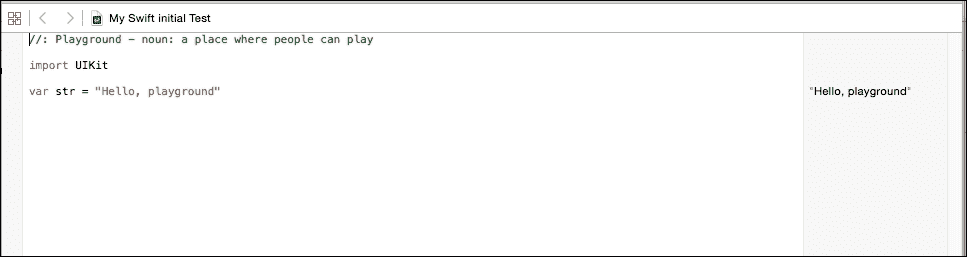 My Swift initial Test
//: Playground - noun: a place where people can play
import UIKit
var str = "Hello, playground"
"Hello, playground"